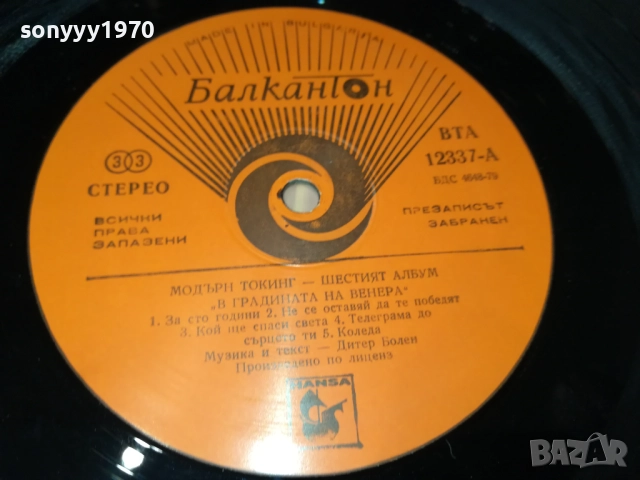 sonyyy1970
MADE IN BULGARIA
Балкантон
ВТА
12337-А
БДС 4648-79
33
СТЕРЕО
ВСИЧКИ
ПРАВА
ЗАПАЗЕНИ
ПРЕЗАПИСЪТ
ЗАБРАНЕН
МОДЪРН ТОКИНГ — ШЕСТИЯТ АЛБУМ
„В ГРАДИНАТА НА ВЕНЕРА"
1. За сто години 2. Не се оставяй да те победят
3. Кой ще спаси света 4. Телеграма до
сърцето ти 5. Коледа
Музика и текст — Дитер Болен
Произведено по лиценз
HANSA
BAZAR